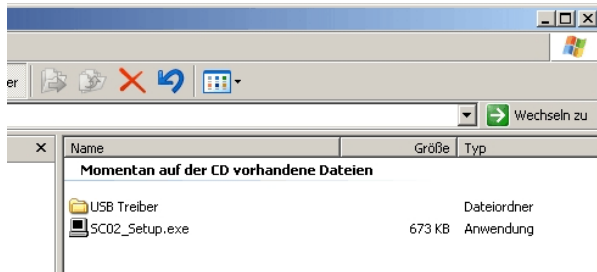 er
Wechseln zu
Name Größe Typ
Momentan auf der CD vorhandene Dateien
USB Treiber Dateiordner
SC02_Setup.exe 673 KB Anwendung